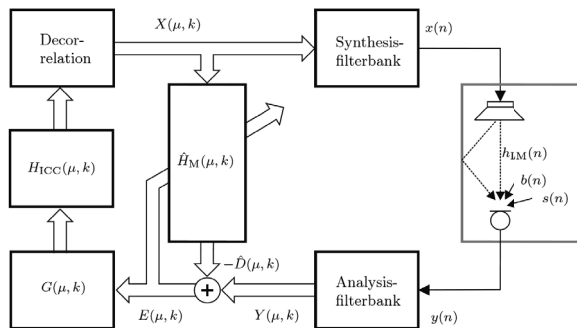 X(μ, k)
x(n)
Decor-
relation
Synthesis-
filterbank
Ĥ_M(μ, k)
H_ICC(μ, k)
h_LM(n)
b(n)
s(n)
−D̂(μ, k)
G(μ, k)
+
Analysis-
filterbank
E(μ, k)
Y(μ, k)
y(n)